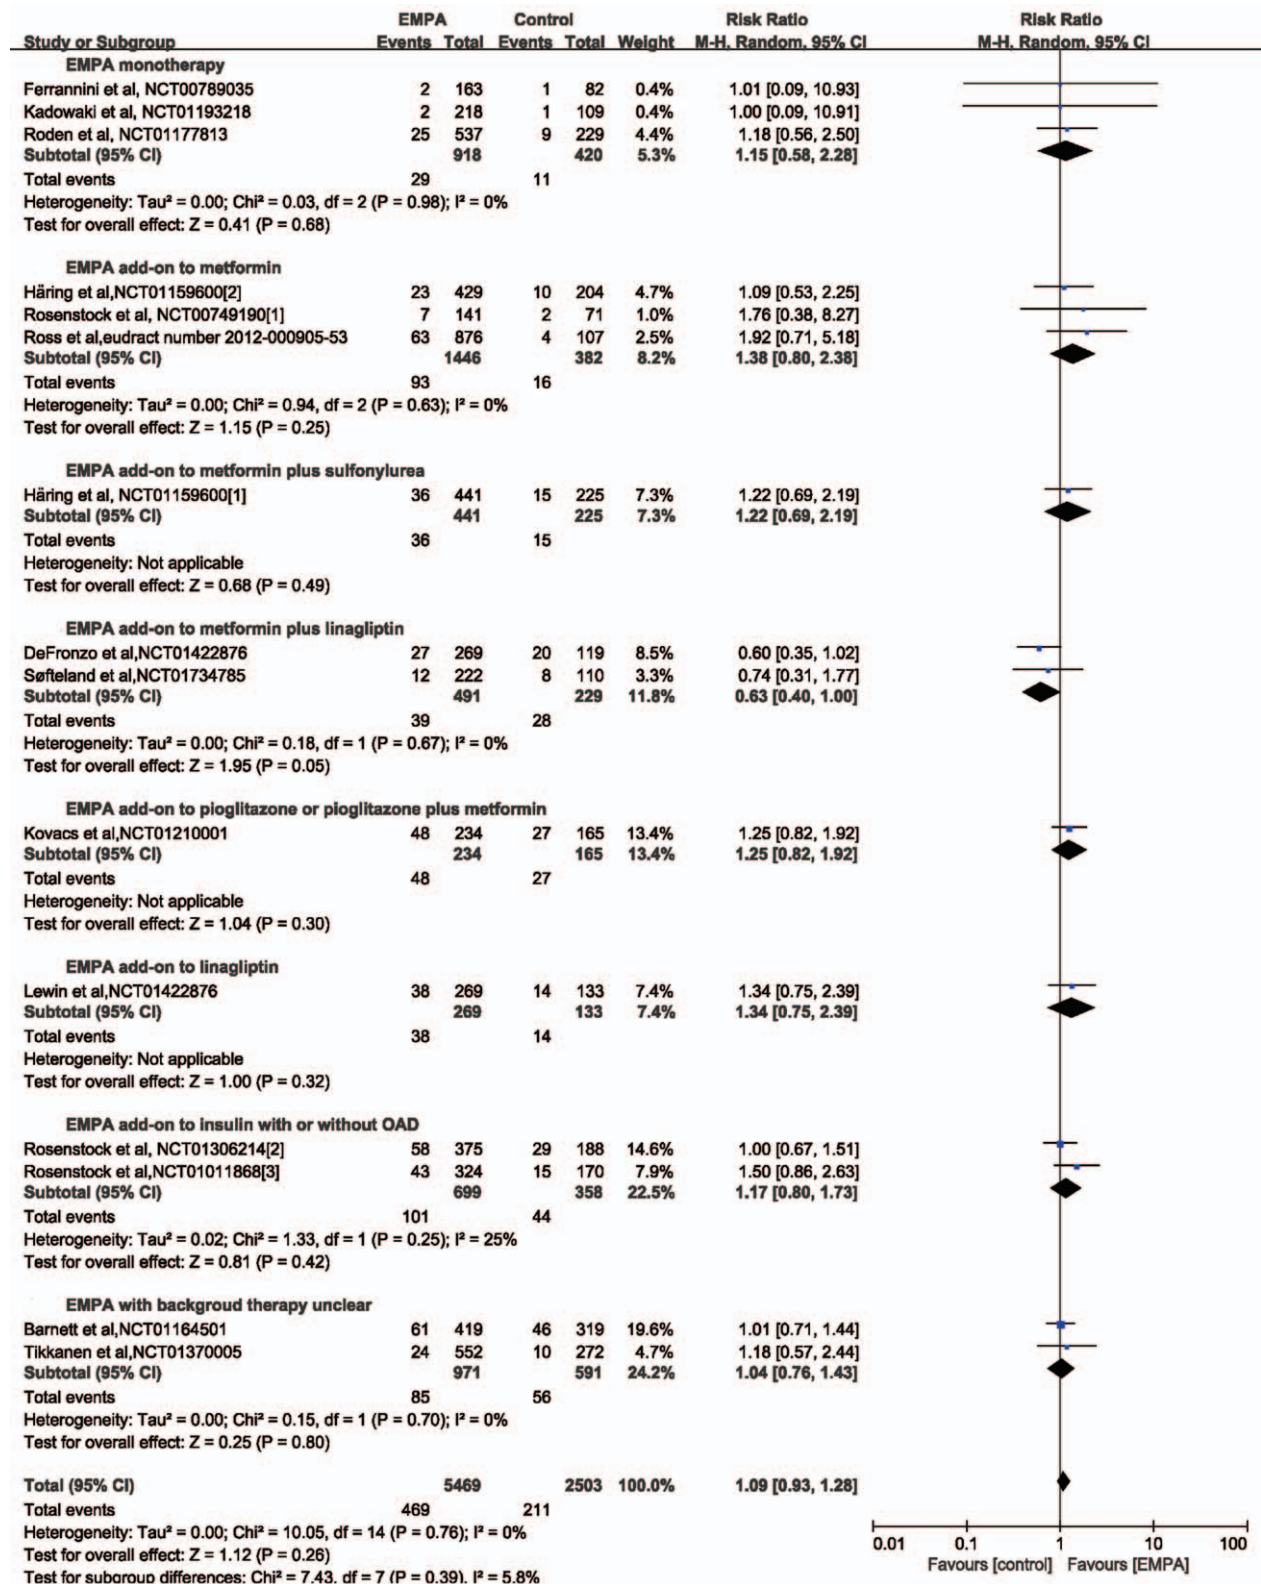 EMPA Control Risk Ratio Risk Ratio
Study or Subgroup Events Total Events Total Weight M-H, Random, 95% CI M-H, Random, 95% CI
EMPA monotherapy
Ferrannini et al, NCT00789035 2 163 1 82 0.4% 1.01 [0.09, 10.93]
Kadowaki et al, NCT01193218 2 218 1 109 0.4% 1.00 [0.09, 10.91]
Roden et al, NCT01177813 25 537 9 229 4.4% 1.18 [0.56, 2.50]
Subtotal (95% CI) 918 420 5.3% 1.15 [0.58, 2.28]
Total events 29 11
Heterogeneity: Tau² = 0.00; Chi² = 0.03, df = 2 (P = 0.98); I² = 0%
Test for overall effect: Z = 0.41 (P = 0.68)
EMPA add-on to metformin
Häring et al,NCT01159600[2] 23 429 10 204 4.7% 1.09 [0.53, 2.25]
Rosenstock et al, NCT00749190[1] 7 141 2 71 1.0% 1.76 [0.38, 8.27]
Ross et al,eudract number 2012-000905-53 63 876 4 107 2.5% 1.92 [0.71, 5.18]
Subtotal (95% CI) 1446 382 8.2% 1.38 [0.80, 2.38]
Total events 93 16
Heterogeneity: Tau² = 0.00; Chi² = 0.94, df = 2 (P = 0.63); I² = 0%
Test for overall effect: Z = 1.15 (P = 0.25)
EMPA add-on to metformin plus sulfonylurea
Häring et al, NCT01159600[1] 36 441 15 225 7.3% 1.22 [0.69, 2.19]
Subtotal (95% CI) 441 225 7.3% 1.22 [0.69, 2.19]
Total events 36 15
Heterogeneity: Not applicable
Test for overall effect: Z = 0.68 (P = 0.49)
EMPA add-on to metformin plus linagliptin
DeFronzo et al,NCT01422876 27 269 20 119 8.5% 0.60 [0.35, 1.02]
Søfteland et al,NCT01734785 12 222 8 110 3.3% 0.74 [0.31, 1.77]
Subtotal (95% CI) 491 229 11.8% 0.63 [0.40, 1.00]
Total events 39 28
Heterogeneity: Tau² = 0.00; Chi² = 0.18, df = 1 (P = 0.67); I² = 0%
Test for overall effect: Z = 1.95 (P = 0.05)
EMPA add-on to pioglitazone or pioglitazone plus metformin
Kovacs et al,NCT01210001 48 234 27 165 13.4% 1.25 [0.82, 1.92]
Subtotal (95% CI) 234 165 13.4% 1.25 [0.82, 1.92]
Total events 48 27
Heterogeneity: Not applicable
Test for overall effect: Z = 1.04 (P = 0.30)
EMPA add-on to linagliptin
Lewin et al,NCT01422876 38 269 14 133 7.4% 1.34 [0.75, 2.39]
Subtotal (95% CI) 269 133 7.4% 1.34 [0.75, 2.39]
Total events 38 14
Heterogeneity: Not applicable
Test for overall effect: Z = 1.00 (P = 0.32)
EMPA add-on to insulin with or without OAD
Rosenstock et al, NCT01306214[2] 58 375 29 188 14.6% 1.00 [0.67, 1.51]
Rosenstock et al,NCT01011868[3] 43 324 15 170 7.9% 1.50 [0.86, 2.63]
Subtotal (95% CI) 699 358 22.5% 1.17 [0.80, 1.73]
Total events 101 44
Heterogeneity: Tau² = 0.02; Chi² = 1.33, df = 1 (P = 0.25); I² = 25%
Test for overall effect: Z = 0.81 (P = 0.42)
EMPA with backgroud therapy unclear
Barnett et al,NCT01164501 61 419 46 319 19.6% 1.01 [0.71, 1.44]
Tikkanen et al,NCT01370005 24 552 10 272 4.7% 1.18 [0.57, 2.44]
Subtotal (95% CI) 971 591 24.2% 1.04 [0.76, 1.43]
Total events 85 56
Heterogeneity: Tau² = 0.00; Chi² = 0.15, df = 1 (P = 0.70); I² = 0%
Test for overall effect: Z = 0.25 (P = 0.80)
Total (95% CI) 5469 2503 100.0% 1.09 [0.93, 1.28]
Total events 469 211
Heterogeneity: Tau² = 0.00; Chi² = 10.05, df = 14 (P = 0.76); I² = 0%
Test for overall effect: Z = 1.12 (P = 0.26)
Test for subgroup differences: Chi² = 7.43, df = 7 (P = 0.39), I² = 5.8%
0.01 0.1 1 10 100
Favours [control] Favours [EMPA]